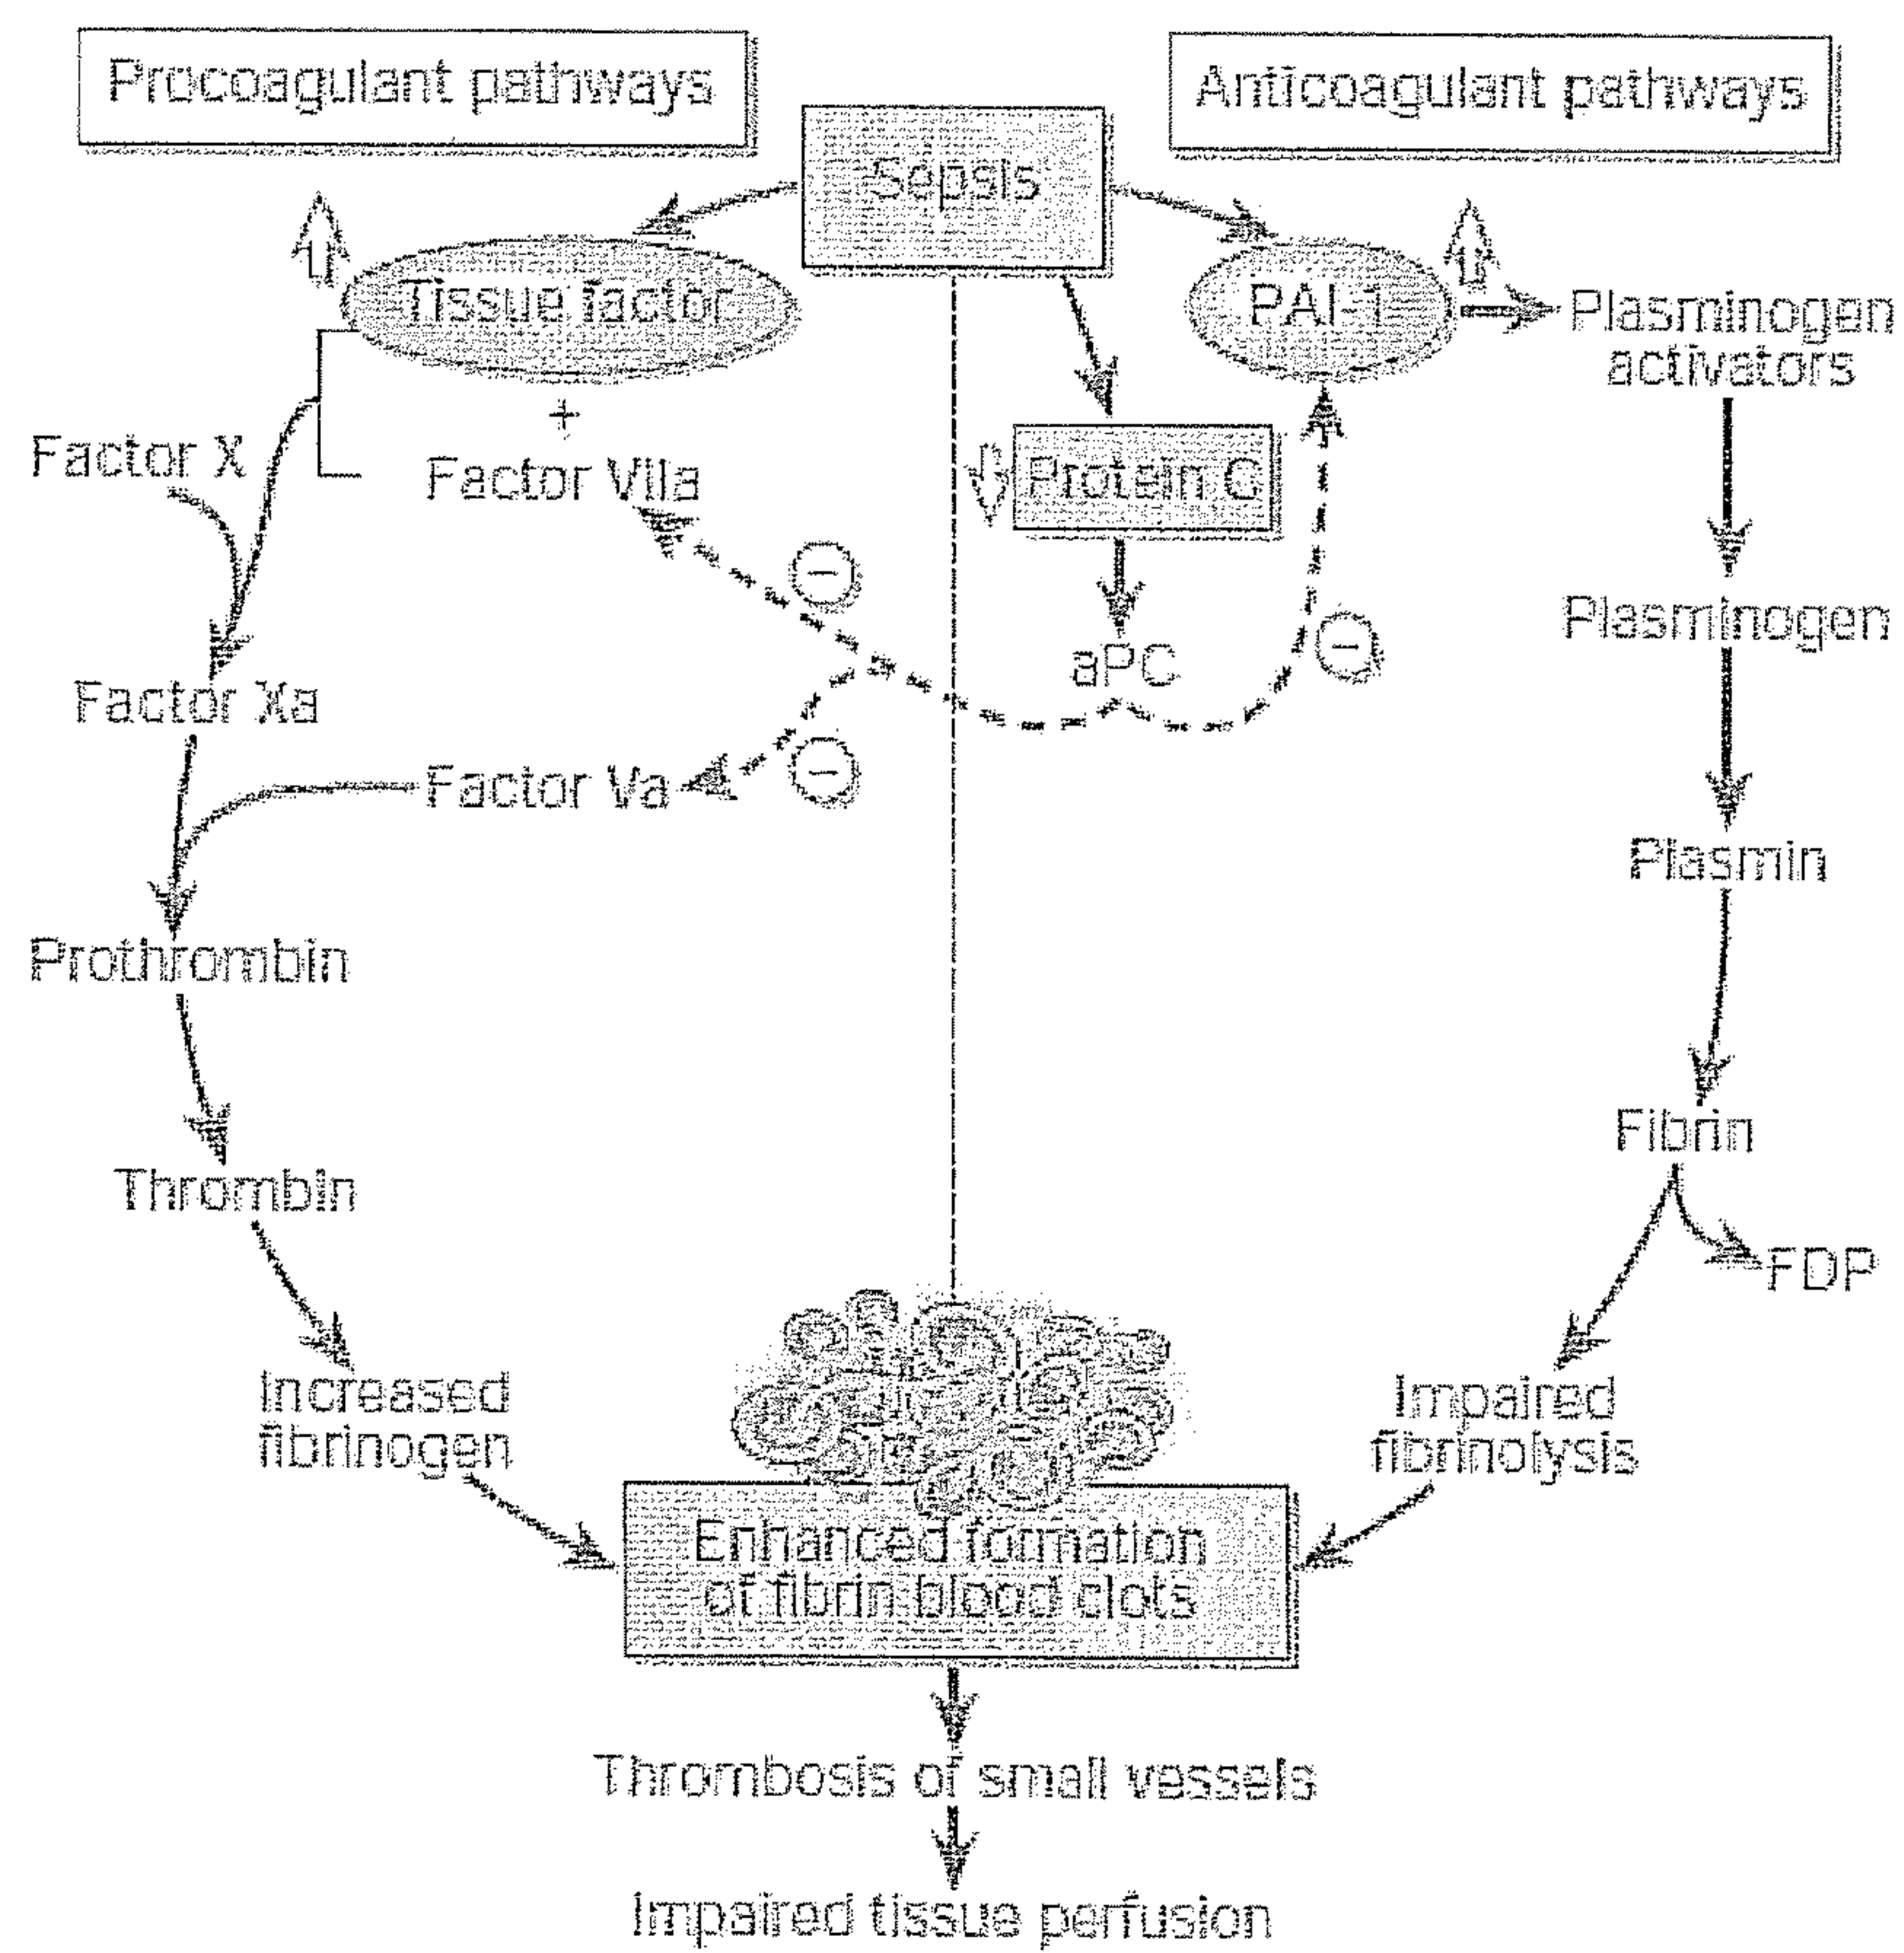 Procoagulant pathways
Anticoagulant pathways
Sepsis
Tissue factor
PAI-1
Plasminogen
activators
+
Factor X
Factor VIIa
Protein C
−
Plasminogen
−
aPC
Factor Xa
−
Factor Va
Plasmin
Prothrombin
Fibrin
Thrombin
FDP
Increased
fibrinogen
Impaired
fibrinolysis
Enhanced formation
of fibrin blood clots
Thrombosis of small vessels
Impaired tissue perfusion